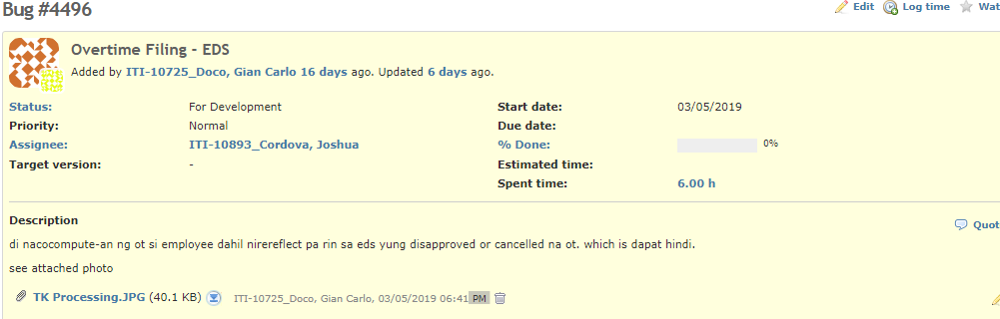 Bug #4496
Edit Log time Wat
Overtime Filing - EDS
Added by ITI-10725_Doco, Gian Carlo 16 days ago. Updated 6 days ago.
Status: For Development Start date: 03/05/2019
Priority: Normal Due date:
Assignee: ITI-10893_Cordova, Joshua % Done: 0%
Target version: - Estimated time:
Spent time: 6.00 h
Description
Quot
di nacocompute-an ng ot si employee dahil nirereflect pa rin sa eds yung disapproved or cancelled na ot. which is dapat hindi.
see attached photo
TK Processing.JPG (40.1 KB) ITI-10725_Doco, Gian Carlo, 03/05/2019 06:41 PM